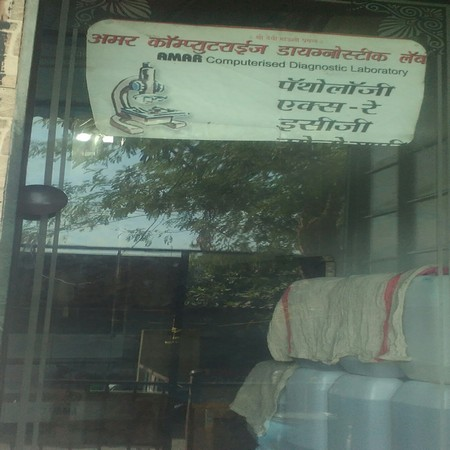 अमर कॉम्प्युटराईज डायग्नोस्टीक लॅब
AMAR Computerised Diagnostic Laboratory
पॅथोलॉजी
एक्स-रे
इसीजी